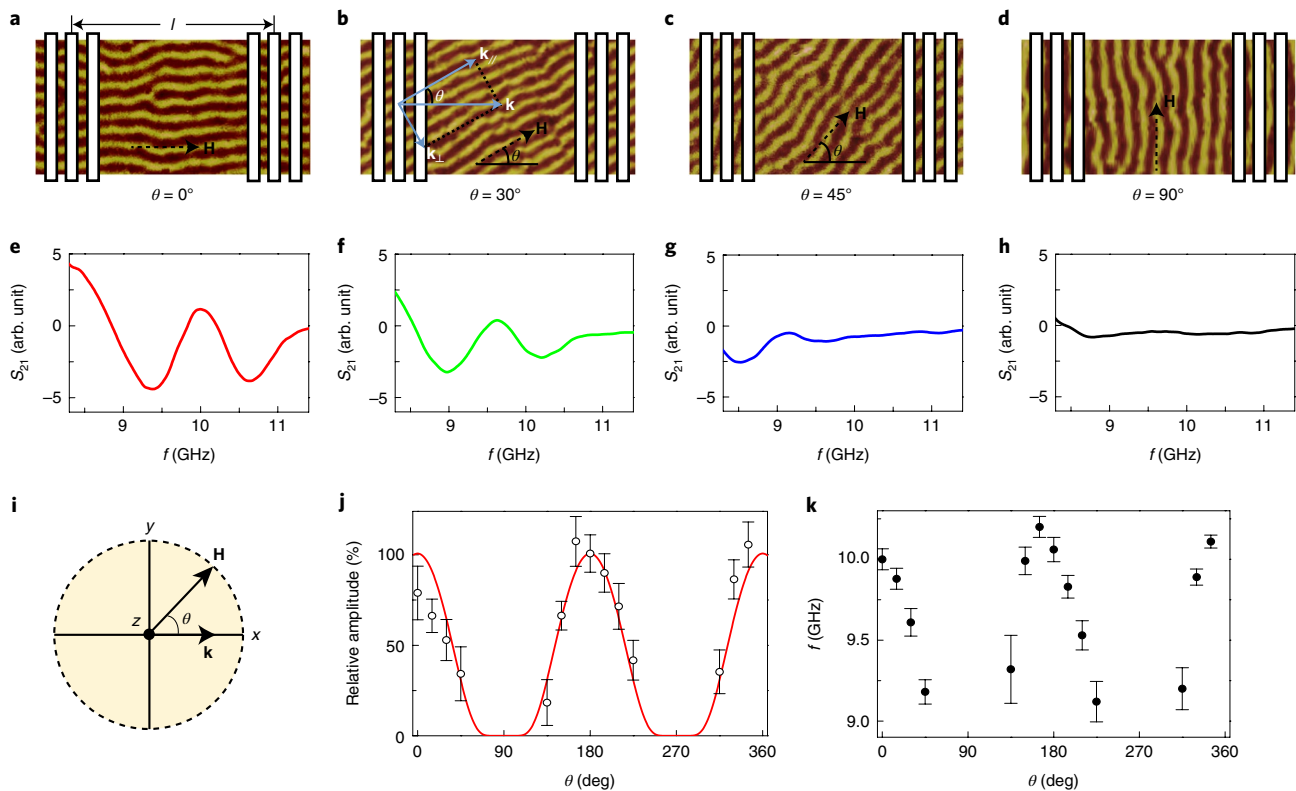 a
l
H
θ = 0°
b
k//
θ
k
H
k⊥
θ
θ = 30°
c
H
θ
θ = 45°
d
H
θ = 90°
e
5
0
–5
S21 (arb. unit)
9
10
11
f (GHz)
f
5
0
–5
S21 (arb. unit)
9
10
11
f (GHz)
g
5
0
–5
S21 (arb. unit)
9
10
11
f (GHz)
h
5
0
–5
S21 (arb. unit)
9
10
11
f (GHz)
i
y
H
z
θ
x
k
j
100
50
0
Relative amplitude (%)
0
90
180
270
360
θ (deg)
k
10.0
9.5
9.0
f (GHz)
0
90
180
270
360
θ (deg)